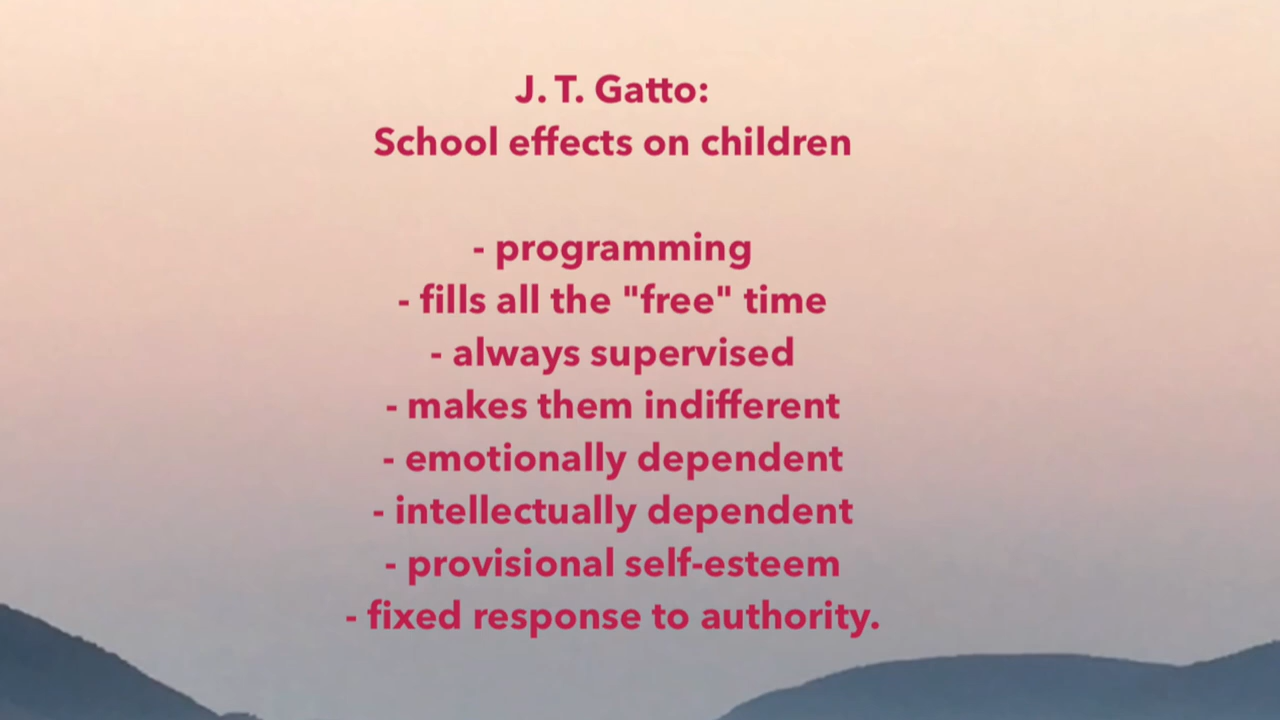 J. T. Gatto:
School effects on children
- programming
- fills all the "free" time
- always supervised
- makes them indifferent
- emotionally dependent
- intellectually dependent
- provisional self-esteem
- fixed response to authority.